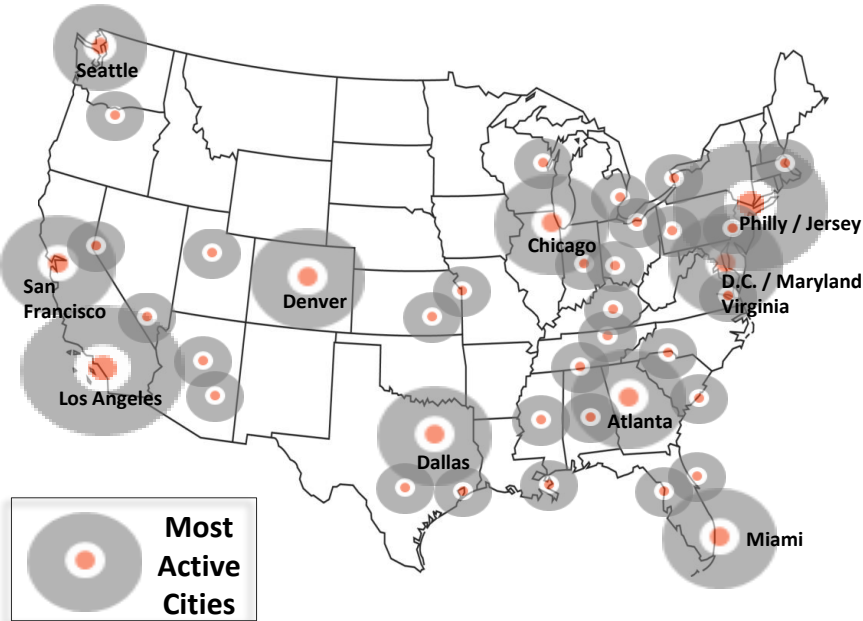 Seattle
Philly / Jersey
Chicago
D.C. / Maryland
Virginia
San
Francisco
Denver
Los Angeles
Atlanta
Dallas
Miami
Most
Active
Cities